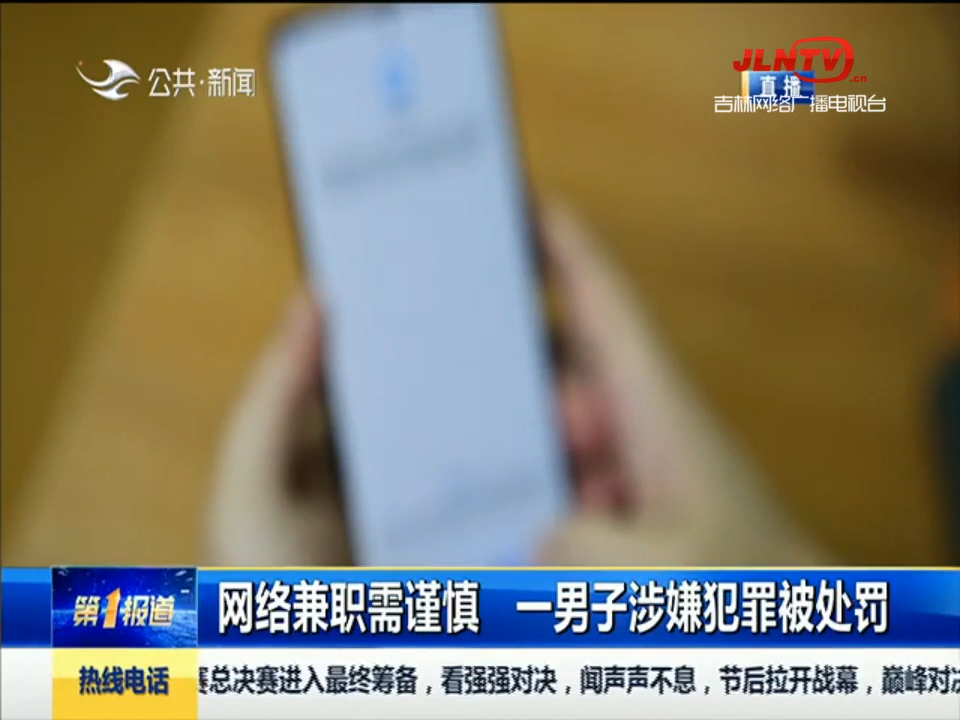 公共·新闻
JLNTV.cn
直播
吉林网络广播电视台
第1报道
网络兼职需谨慎 一男子涉嫌犯罪被处罚
热线电话
赛总决赛进入最终筹备，看强强对决，闻声声不息，节后拉开战幕，巅峰对决